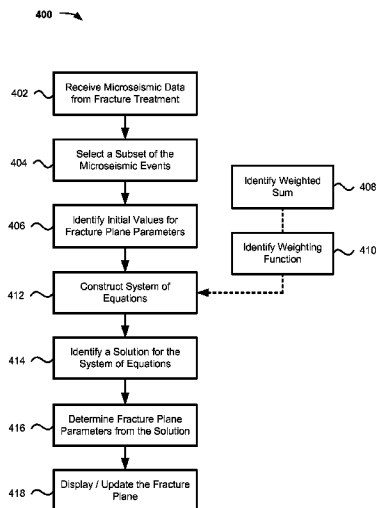 400
402
Receive Microseismic Data
from Fracture Treatment
404
Select a Subset of the
Microseismic Events
Identify Weighted
Sum
408
406
Identify Initial Values for
Fracture Plane Parameters
Identify Weighting
Function
410
412
Construct System of
Equations
414
Identify a Solution for the
System of Equations
416
Determine Fracture Plane
Parameters from the Solution
418
Display / Update the Fracture
Plane